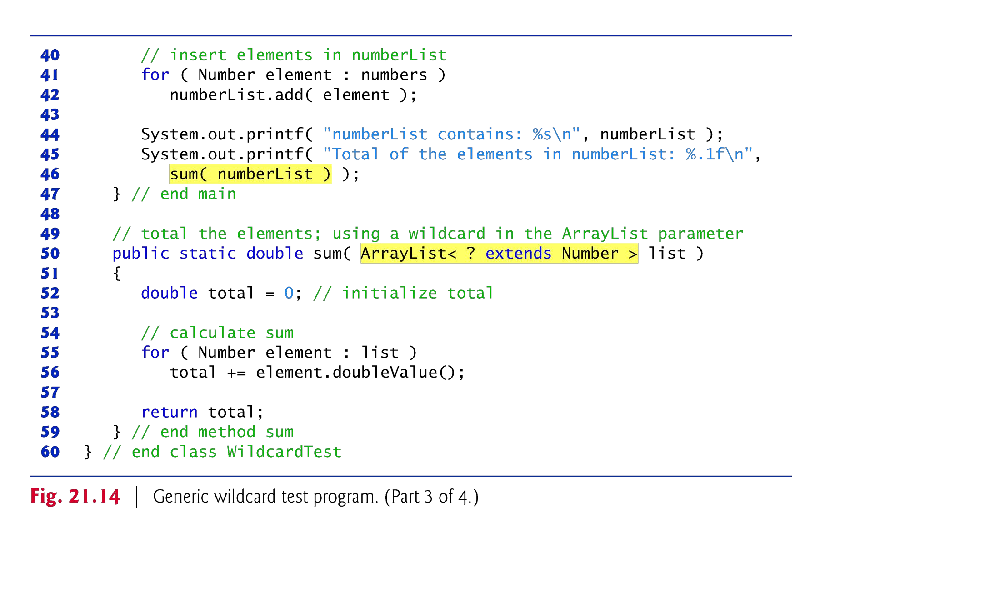 40 // insert elements in numberList
41 for ( Number element : numbers )
42 numberList.add( element );
43
44 System.out.printf( "numberList contains: %s\n", numberList );
45 System.out.printf( "Total of the elements in numberList: %.1f\n",
46 sum( numberList ) );
47 } // end main
48
49 // total the elements; using a wildcard in the ArrayList parameter
50 public static double sum( ArrayList< ? extends Number > list )
51 {
52 double total = 0; // initialize total
53
54 // calculate sum
55 for ( Number element : list )
56 total += element.doubleValue();
57
58 return total;
59 } // end method sum
60 } // end class WildcardTest
Fig. 21.14 | Generic wildcard test program. (Part 3 of 4.)